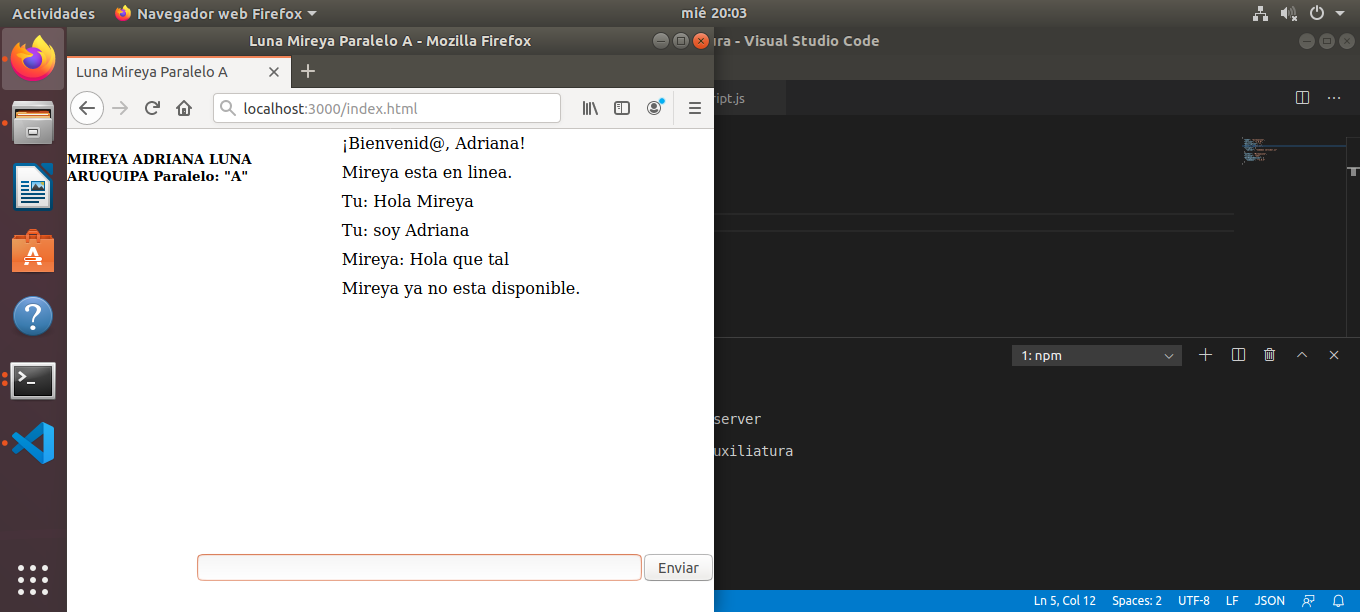 Actividades
Navegador web Firefox
mié 20:03
Luna Mireya Paralelo A - Mozilla Firefox
ra - Visual Studio Code
Luna Mireya Paralelo A
ript.js
localhost:3000/index.html
¡Bienvenid@, Adriana!
MIREYA ADRIANA LUNA
ARUQUIPA Paralelo: "A"
Mireya esta en linea.
Tu: Hola Mireya
Tu: soy Adriana
Mireya: Hola que tal
Mireya ya no esta disponible.
1: npm
server
uxiliatura
Enviar
Ln 5, Col 12 Spaces: 2 UTF-8 LF JSON